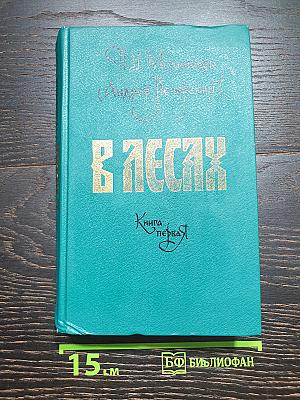 П. И. Мельников
(Андрей Печерский)
В ЛЕСАХ
Книга
первая
15 см
БФ БИБЛИОФАН